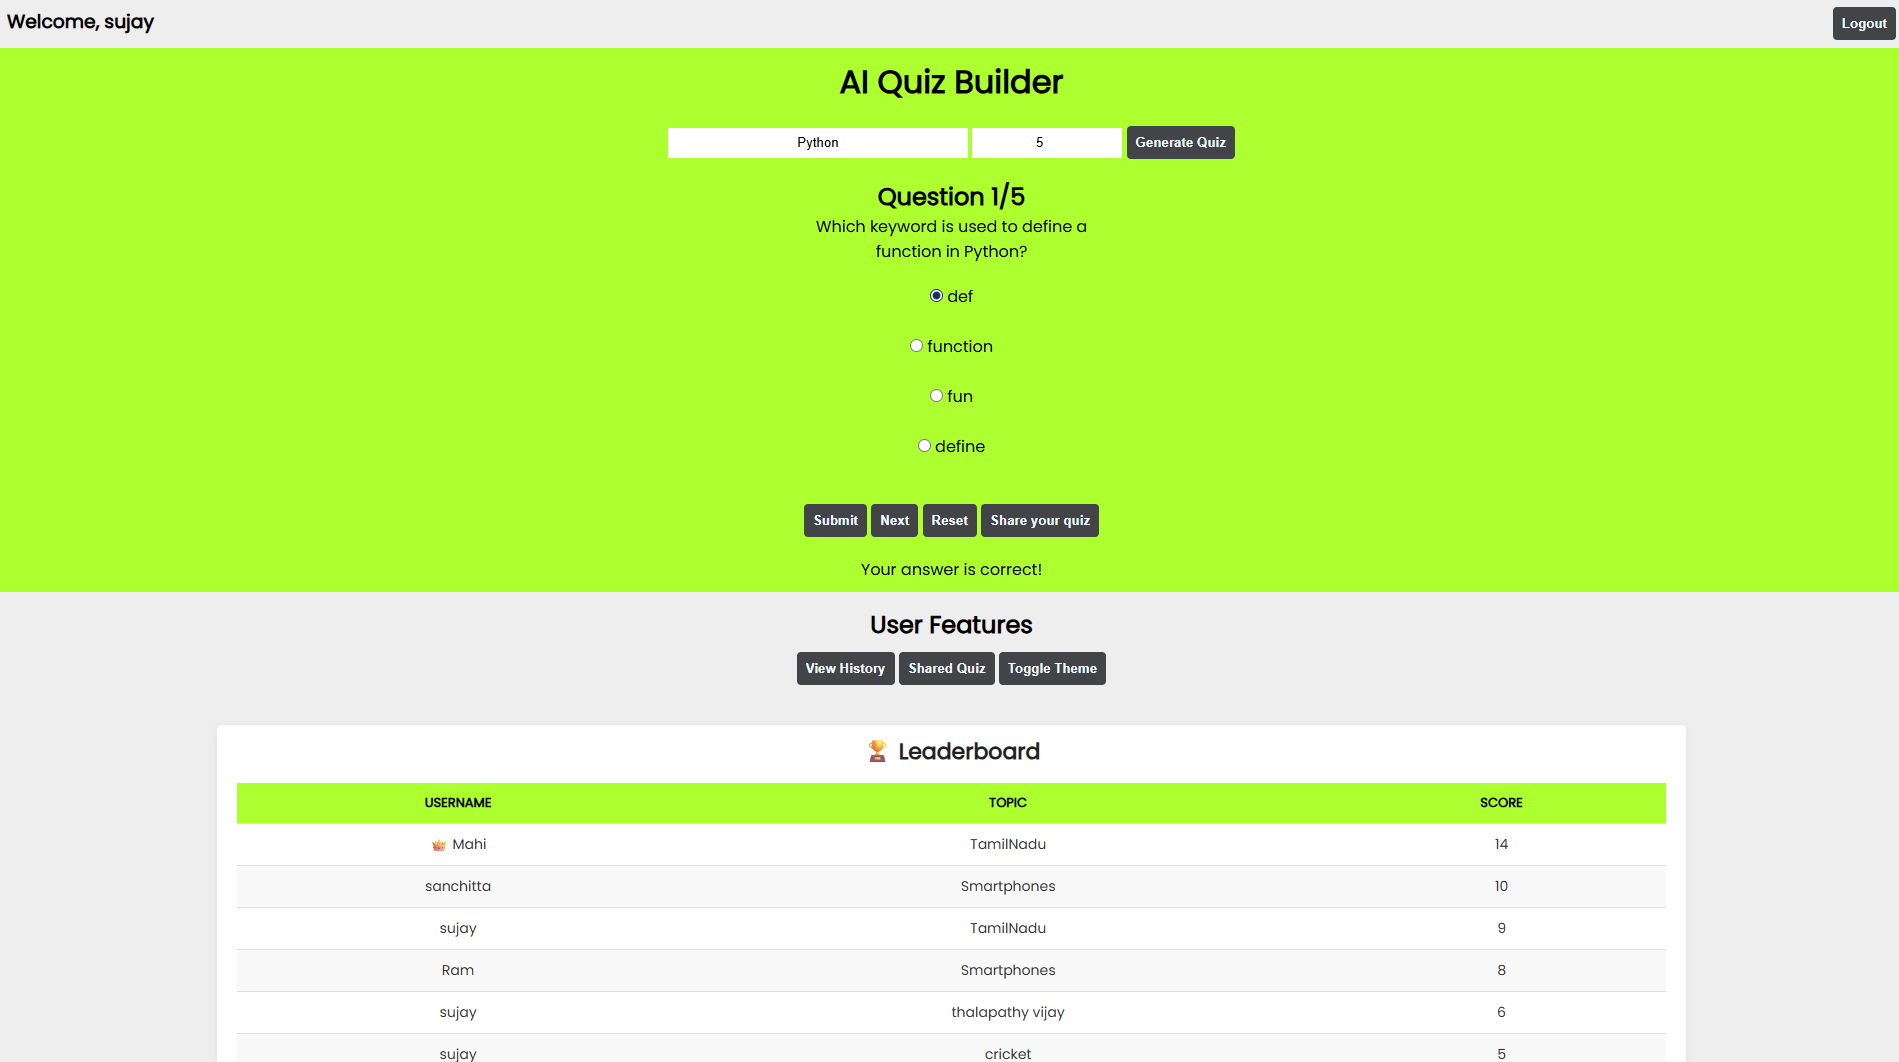 Welcome, sujay
Logout
AI Quiz Builder
Python
5
Generate Quiz
Question 1/5
Which keyword is used to define a
function in Python?
def
function
fun
define
Submit
Next
Reset
Share your quiz
Your answer is correct!
User Features
View History
Shared Quiz
Toggle Theme
🏆 Leaderboard
USERNAME TOPIC SCORE
👑 Mahi TamilNadu 14
sanchitta Smartphones 10
sujay TamilNadu 9
Ram Smartphones 8
sujay thalapathy vijay 6
sujay cricket 5